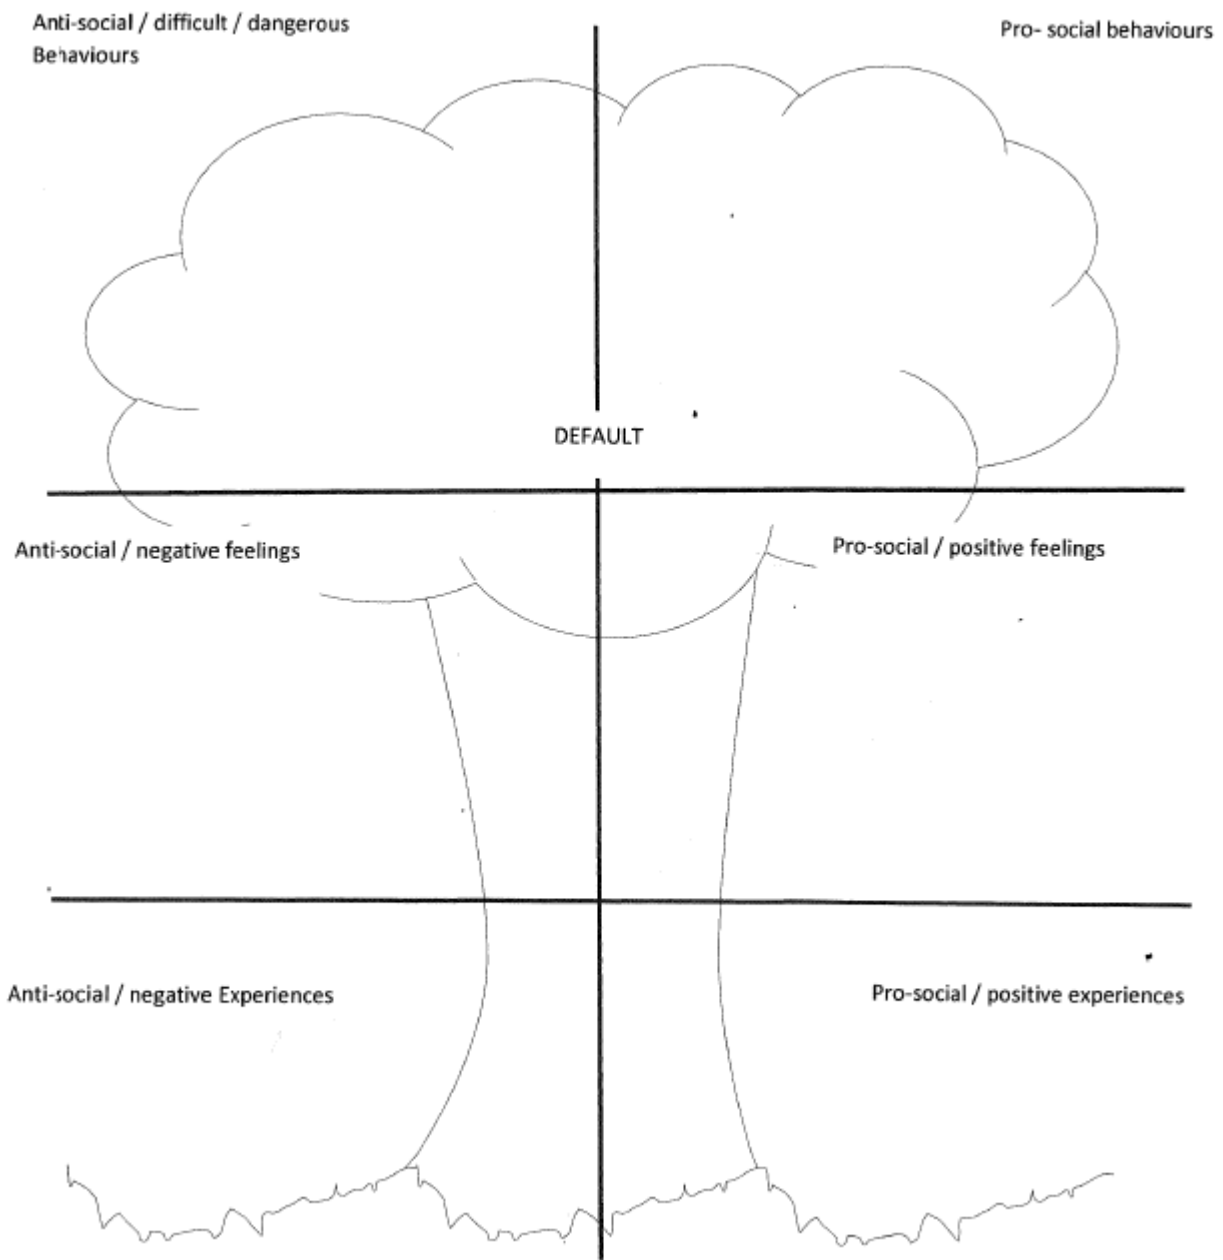 Anti-social / difficult / dangerous
Behaviours
Pro- social behaviours
DEFAULT
Anti-social / negative feelings
Pro-social / positive feelings
Anti-social / negative Experiences
Pro-social / positive experiences